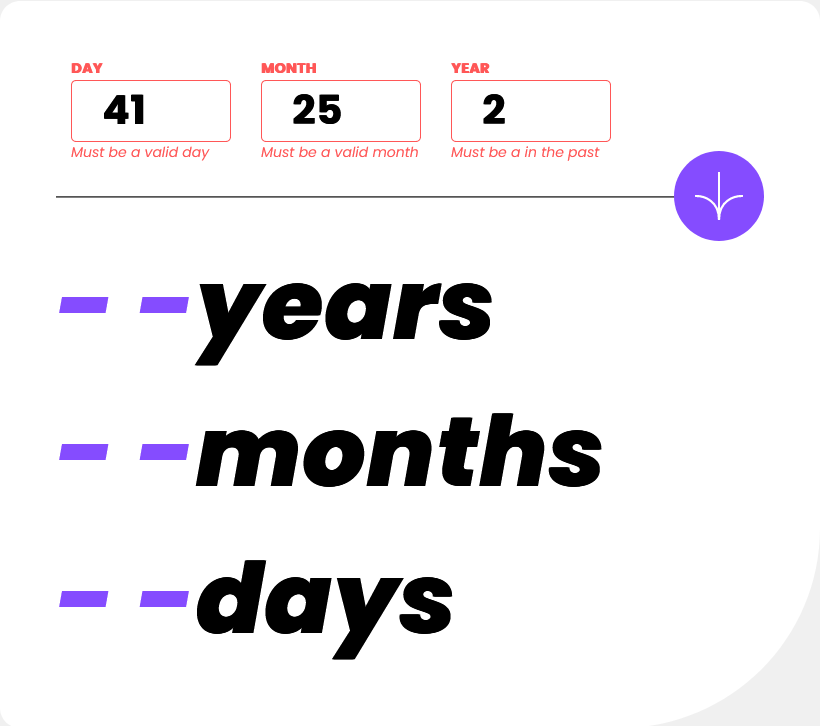 DAY MONTH YEAR
41 25 2
Must be a valid day Must be a valid month Must be a in the past
- - years
- - months
- - days